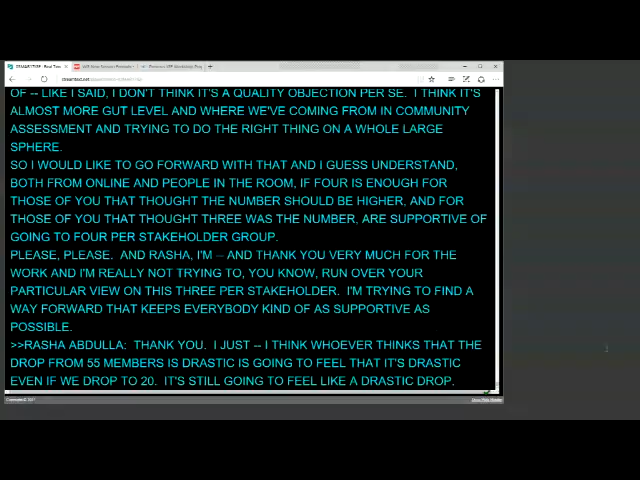 streamtext.net
OF -- LIKE I SAID, I DON'T THINK IT'S A QUALITY OBJECTION PER SE.  I THINK IT'S
ALMOST MORE GUT LEVEL AND WHERE WE'VE COMING FROM IN COMMUNITY
ASSESSMENT AND TRYING TO DO THE RIGHT THING ON A WHOLE LARGE
SPHERE.
SO I WOULD LIKE TO GO FORWARD WITH THAT AND I GUESS UNDERSTAND,
BOTH FROM ONLINE AND PEOPLE IN THE ROOM, IF FOUR IS ENOUGH FOR
THOSE OF YOU THAT THOUGHT THE NUMBER SHOULD BE HIGHER, AND FOR
THOSE OF YOU THAT THOUGHT THREE WAS THE NUMBER, ARE SUPPORTIVE OF
GOING TO FOUR PER STAKEHOLDER GROUP.
PLEASE, PLEASE.  AND RASHA, I'M -- AND THANK YOU VERY MUCH FOR THE
WORK AND I'M REALLY NOT TRYING TO, YOU KNOW, RUN OVER YOUR
PARTICULAR VIEW ON THIS THREE PER STAKEHOLDER.  I'M TRYING TO FIND A
WAY FORWARD THAT KEEPS EVERYBODY KIND OF AS SUPPORTIVE AS
POSSIBLE.
>>RASHA ABDULLA:  THANK YOU.  I JUST -- I THINK WHOEVER THINKS THAT THE
DROP FROM 55 MEMBERS IS DRASTIC IS GOING TO FEEL THAT IT'S DRASTIC
EVEN IF WE DROP TO 20.  IT'S STILL GOING TO FEEL LIKE A DRASTIC DROP.